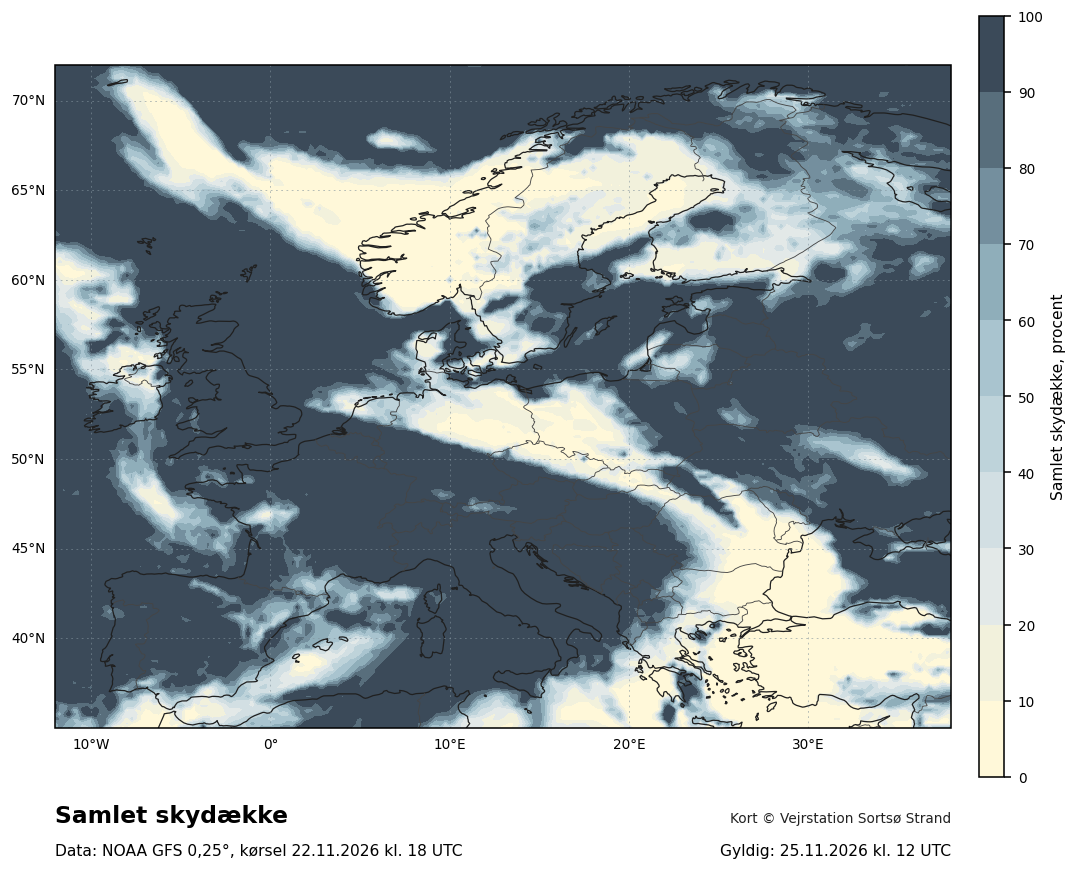 70°N
65°N
60°N
55°N
50°N
45°N
40°N
10°W
0°
10°E
20°E
30°E
100
90
80
70
60
50
40
30
20
10
0
Samlet skydække, procent
Samlet skydække
Kort © Vejrstation Sortsø Strand
Data: NOAA GFS 0,25°, kørsel 22.11.2026 kl. 18 UTC
Gyldig: 25.11.2026 kl. 12 UTC